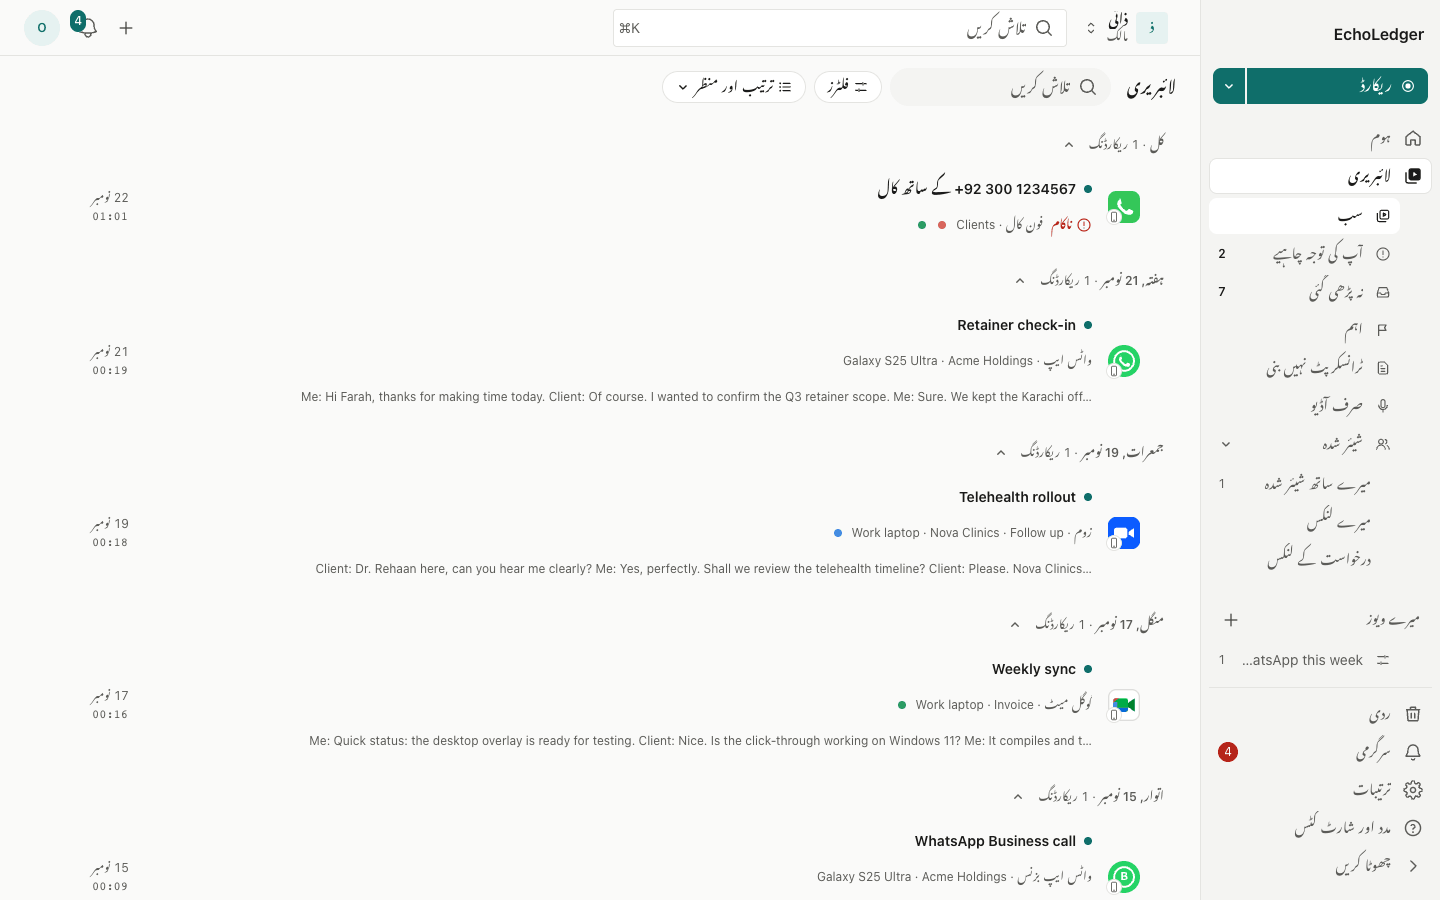 EchoLedger
ریکارڈ
ہوم
لائبریری
سب
آپ کی توجہ چاہیے 2
نہ پڑھی گئی 7
اہم
ٹرانسکرپٹ نہیں بنی
صرف آڈیو
شیئر شدہ
میرے ساتھ شیئر شدہ 1
میرے لنکس
درخواست کے لنکس
میرے ویوز
...atsApp this week 1
ردی
سرگرمی 4
ترتیبات
مدد اور شارٹ کٹس
چھوٹا کریں
ذ
ذاتی
مالک
تلاش کریں ⌘K
4
O
لائبریری
تلاش کریں
فلٹرز
ترتیب اور منظر
کل · 1 ریکارڈنگ
+92 300 1234567 کے ساتھ کال
ناکام فون کال · Clients
22 نومبر
01:01
ہفتہ, 21 نومبر · 1 ریکارڈنگ
Retainer check-in
واٹس ایپ · Galaxy S25 Ultra · Acme Holdings
Me: Hi Farah, thanks for making time today. Client: Of course. I wanted to confirm the Q3 retainer scope. Me: Sure. We kept the Karachi off...
21 نومبر
00:19
جمعرات, 19 نومبر · 1 ریکارڈنگ
Telehealth rollout
زوم · Work laptop · Nova Clinics · Follow up
Client: Dr. Rehaan here, can you hear me clearly? Me: Yes, perfectly. Shall we review the telehealth timeline? Client: Please. Nova Clinics...
19 نومبر
00:18
منگل, 17 نومبر · 1 ریکارڈنگ
Weekly sync
گوگل میٹ · Work laptop · Invoice
Me: Quick status: the desktop overlay is ready for testing. Client: Nice. Is the click-through working on Windows 11? Me: It compiles and t...
17 نومبر
00:16
اتوار, 15 نومبر · 1 ریکارڈنگ
WhatsApp Business call
واٹس ایپ بزنس · Galaxy S25 Ultra · Acme Holdings
15 نومبر
00:09